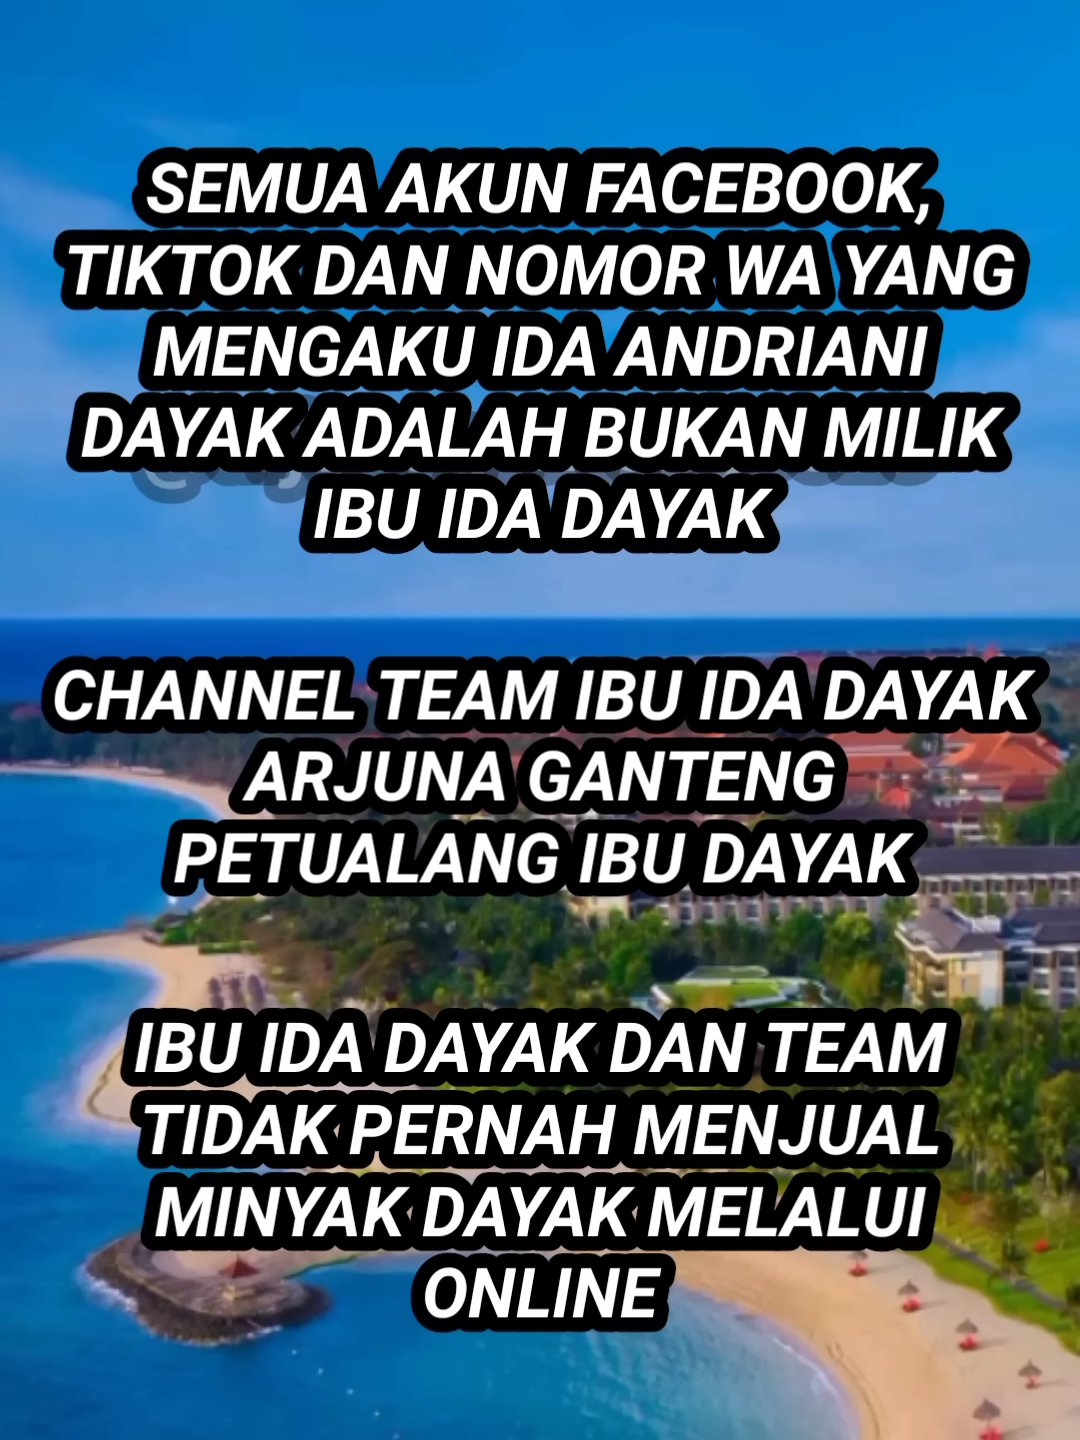 SEMUA AKUN FACEBOOK,
TIKTOK DAN NOMOR WA YANG
MENGAKU IDA ANDRIANI
DAYAK ADALAH BUKAN MILIK
IBU IDA DAYAK
CHANNEL TEAM IBU IDA DAYAK
ARJUNA GANTENG
PETUALANG IBU DAYAK
IBU IDA DAYAK DAN TEAM
TIDAK PERNAH MENJUAL
MINYAK DAYAK MELALUI
ONLINE